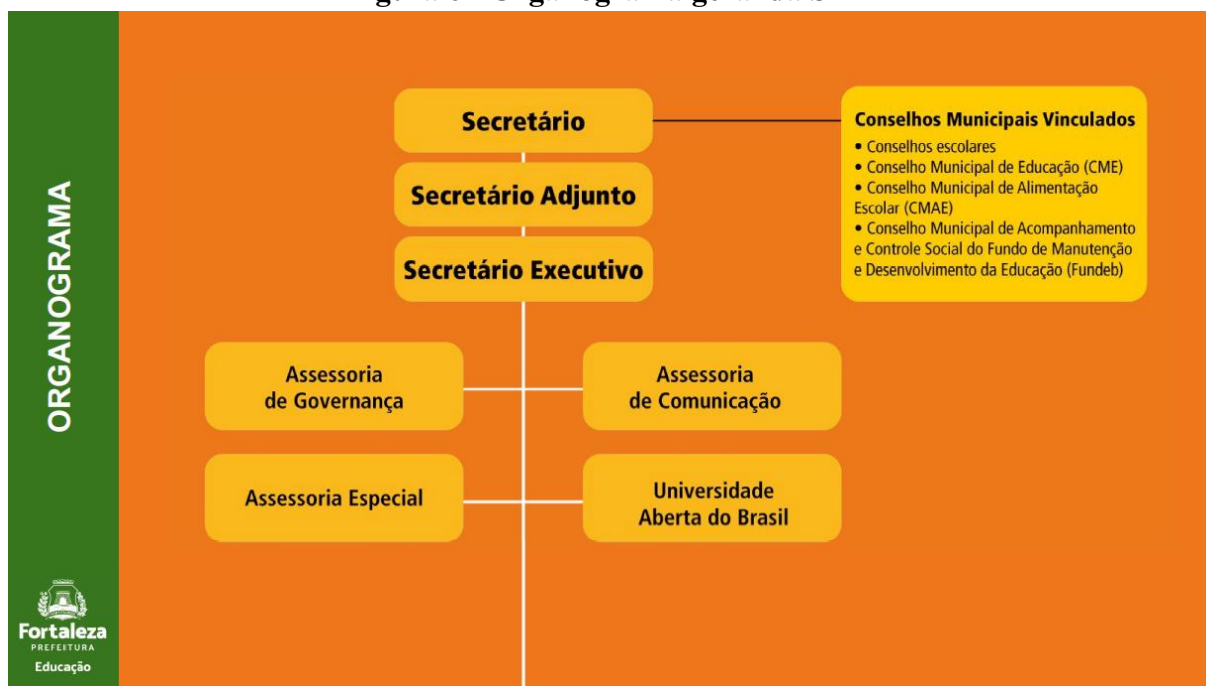 ORGANOGRAMA
Secretário
Secretário Adjunto
Secretário Executivo
Conselhos Municipais Vinculados
• Conselhos escolares
• Conselho Municipal de Educação (CME)
• Conselho Municipal de Alimentação
Escolar (CMAE)
• Conselho Municipal de Acompanhamento
e Controle Social do Fundo de Manutenção
e Desenvolvimento da Educação (Fundeb)
Assessoria
de Governança
Assessoria
de Comunicação
Assessoria Especial
Universidade
Aberta do Brasil
Fortaleza
PREFEITURA
Educação